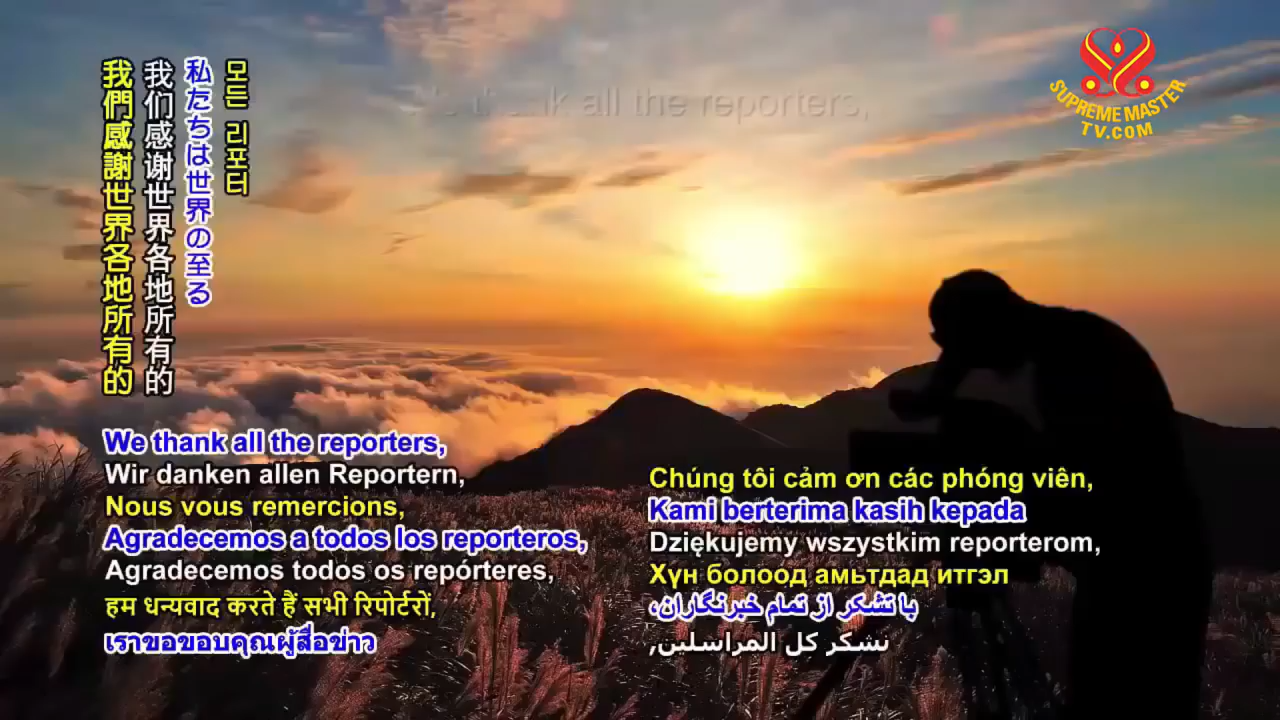 We thank all the reporters,
SUPREME MASTER
TV.COM
我們感謝世界各地所有的
我们感谢世界各地所有的
私たちは世界の至る
모든 리포터
We thank all the reporters,
Wir danken allen Reportern,
Nous vous remercions,
Agradecemos a todos los reporteros,
Agradecemos todos os repórteres,
हम धन्यवाद करते हैं सभी रिपोर्टरों,
เราขอขอบคุณผู้สื่อข่าว
Chúng tôi cảm ơn các phóng viên,
Kami berterima kasih kepada
Dziękujemy wszystkim reporterom,
Хүн болоод амьтдад итгэл
با تشکر از تمام خبرنگاران،
نشكر كل المراسلين,